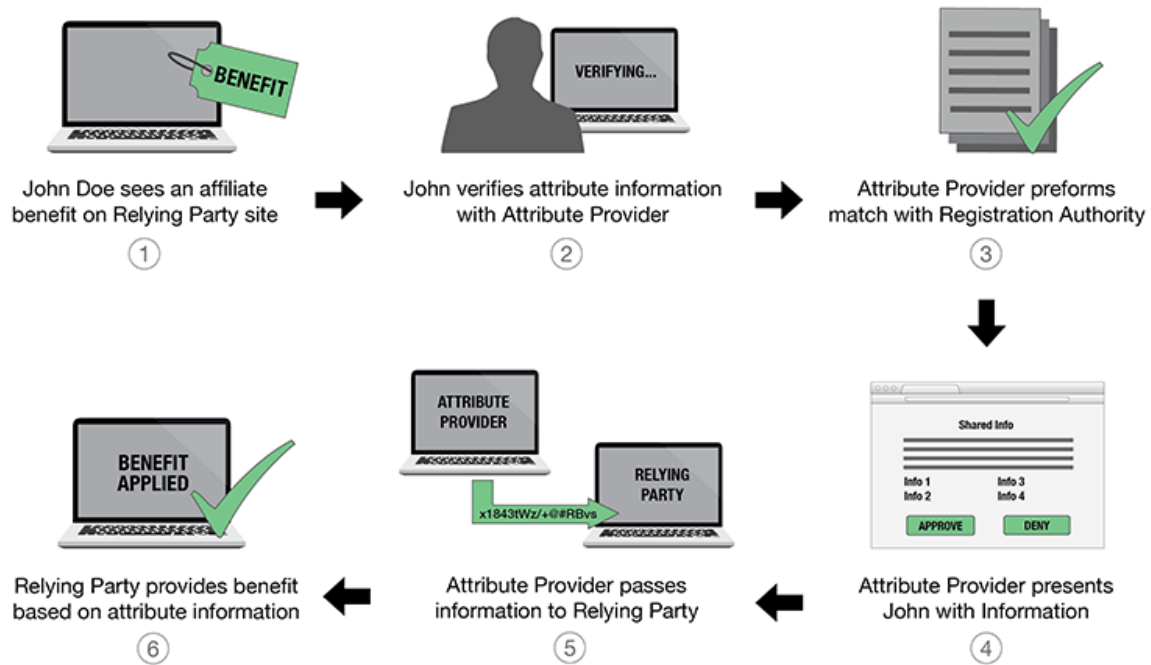 BENEFIT
John Doe sees an affiliate
benefit on Relying Party site
1
VERIFYING...
John verifies attribute information
with Attribute Provider
2
Attribute Provider preforms
match with Registration Authority
3
Shared Info
Info 1 Info 3
Info 2 Info 4
APPROVE DENY
Attribute Provider presents
John with Information
4
ATTRIBUTE
PROVIDER
RELYING
PARTY
x1843tWz/+@#RBvs
Attribute Provider passes
information to Relying Party
5
BENEFIT
APPLIED
Relying Party provides benefit
based on attribute information
6